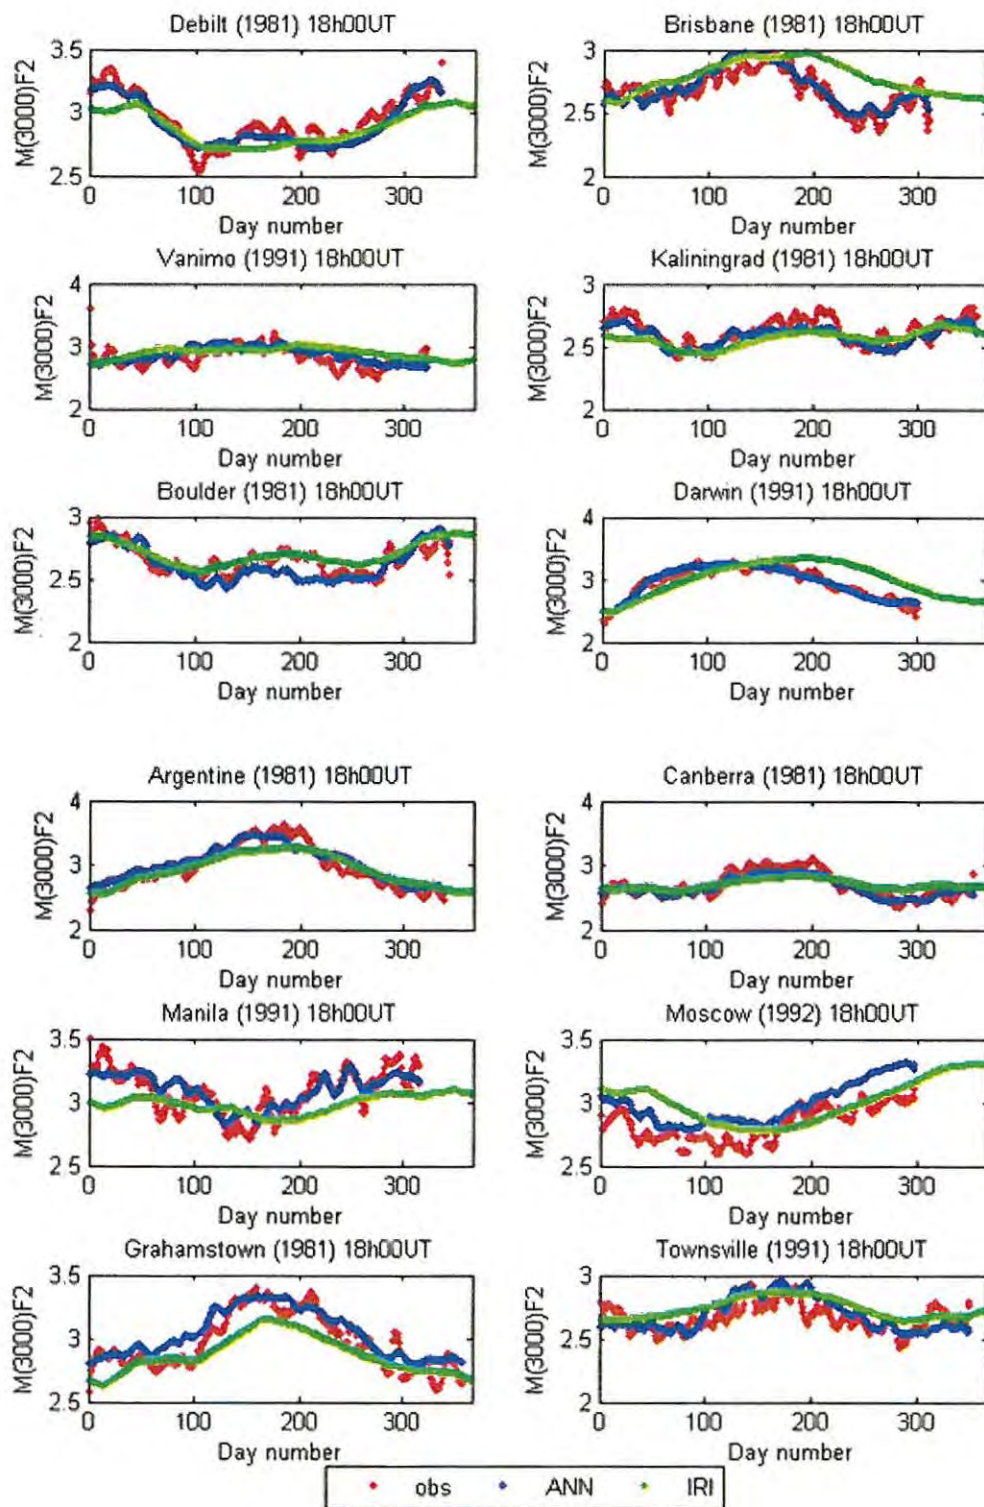 Debilt (1981) 18h00UT
Brisbane (1981) 18h00UT
M(3000)F2
3.5
3
2.5
0 100 200 300
Day number
M(3000)F2
3
2.5
2
0 100 200 300
Day number
Vanimo (1991) 18h00UT
Kaliningrad (1981) 18h00UT
M(3000)F2
4
3
2
0 100 200 300
Day number
M(3000)F2
3
2.5
2
0 100 200 300
Day number
Boulder (1981) 18h00UT
Darwin (1991) 18h00UT
M(3000)F2
3
2.5
2
0 100 200 300
Day number
M(3000)F2
4
3
2
0 100 200 300
Day number
Argentine (1981) 18h00UT
Canberra (1981) 18h00UT
M(3000)F2
4
3
2
0 100 200 300
Day number
M(3000)F2
4
3
2
0 100 200 300
Day number
Manila (1991) 18h00UT
Moscow (1992) 18h00UT
M(3000)F2
3.5
3
2.5
0 100 200 300
Day number
M(3000)F2
3.5
3
2.5
0 100 200 300
Day number
Grahamstown (1981) 18h00UT
Townsville (1991) 18h00UT
M(3000)F2
3.5
3
2.5
0 100 200 300
Day number
M(3000)F2
3
2.5
2
0 100 200 300
Day number
obs ANN IRI